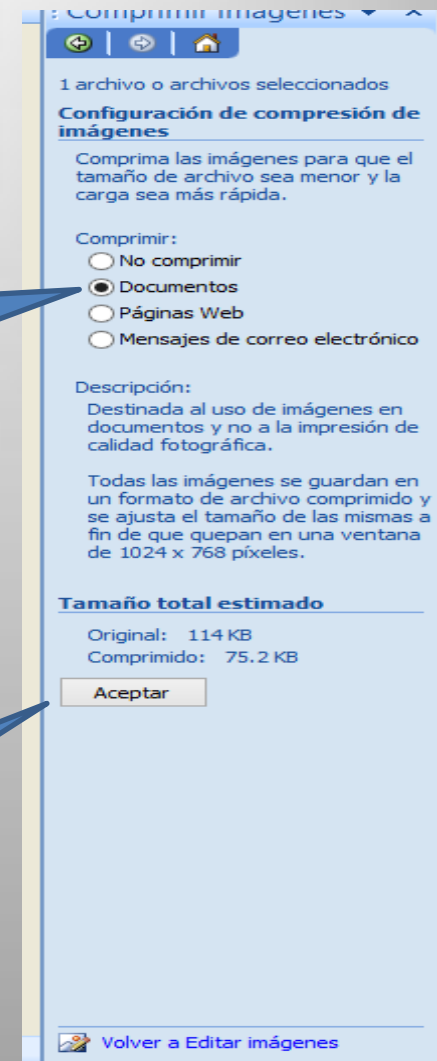 : Comprimir imágenes
1 archivo o archivos seleccionados
Configuración de compresión de
imágenes
Comprima las imágenes para que el
tamaño de archivo sea menor y la
carga sea más rápida.
Comprimir:
No comprimir
Documentos
Páginas Web
Mensajes de correo electrónico
Descripción:
Destinada al uso de imágenes en
documentos y no a la impresión de
calidad fotográfica.
Todas las imágenes se guardan en
un formato de archivo comprimido y
se ajusta el tamaño de las mismas a
fin de que quepan en una ventana
de 1024 x 768 píxeles.
Tamaño total estimado
Original: 114 KB
Comprimido: 75.2 KB
Aceptar
Volver a Editar imágenes